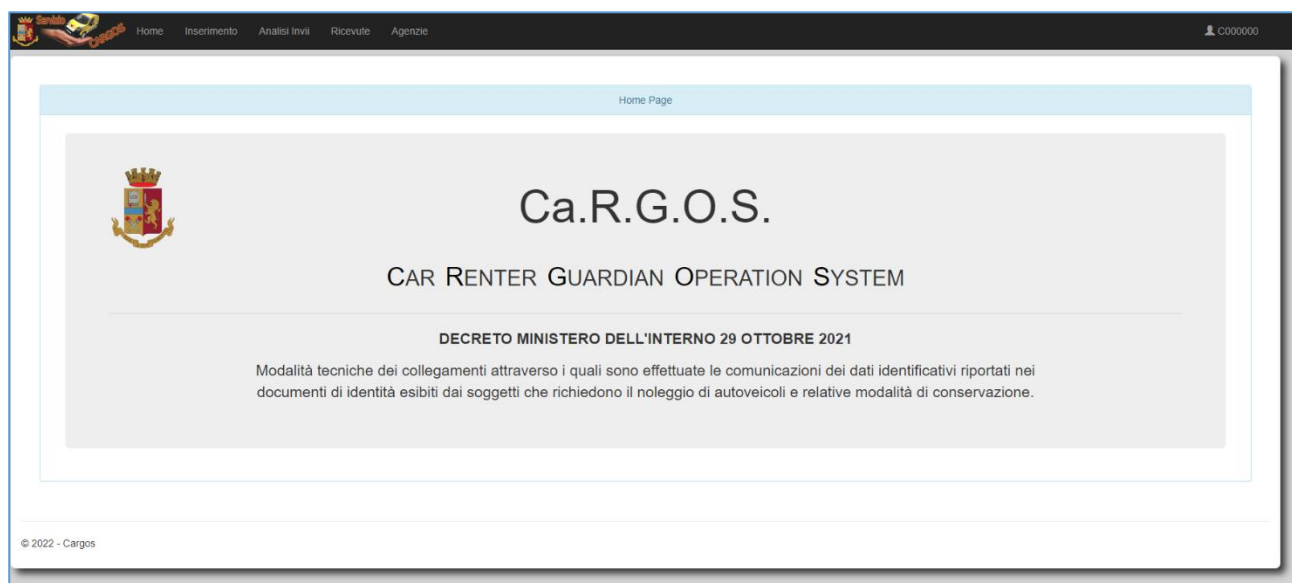 Servizio
CARGOS
Home Inserimento Analisi Invii Ricevute Agenzie C000000
Home Page
Ca.R.G.O.S.
CAR RENTER GUARDIAN OPERATION SYSTEM
DECRETO MINISTERO DELL'INTERNO 29 OTTOBRE 2021
Modalità tecniche dei collegamenti attraverso i quali sono effettuate le comunicazioni dei dati identificativi riportati nei
documenti di identità esibiti dai soggetti che richiedono il noleggio di autoveicoli e relative modalità di conservazione.
© 2022 - Cargos